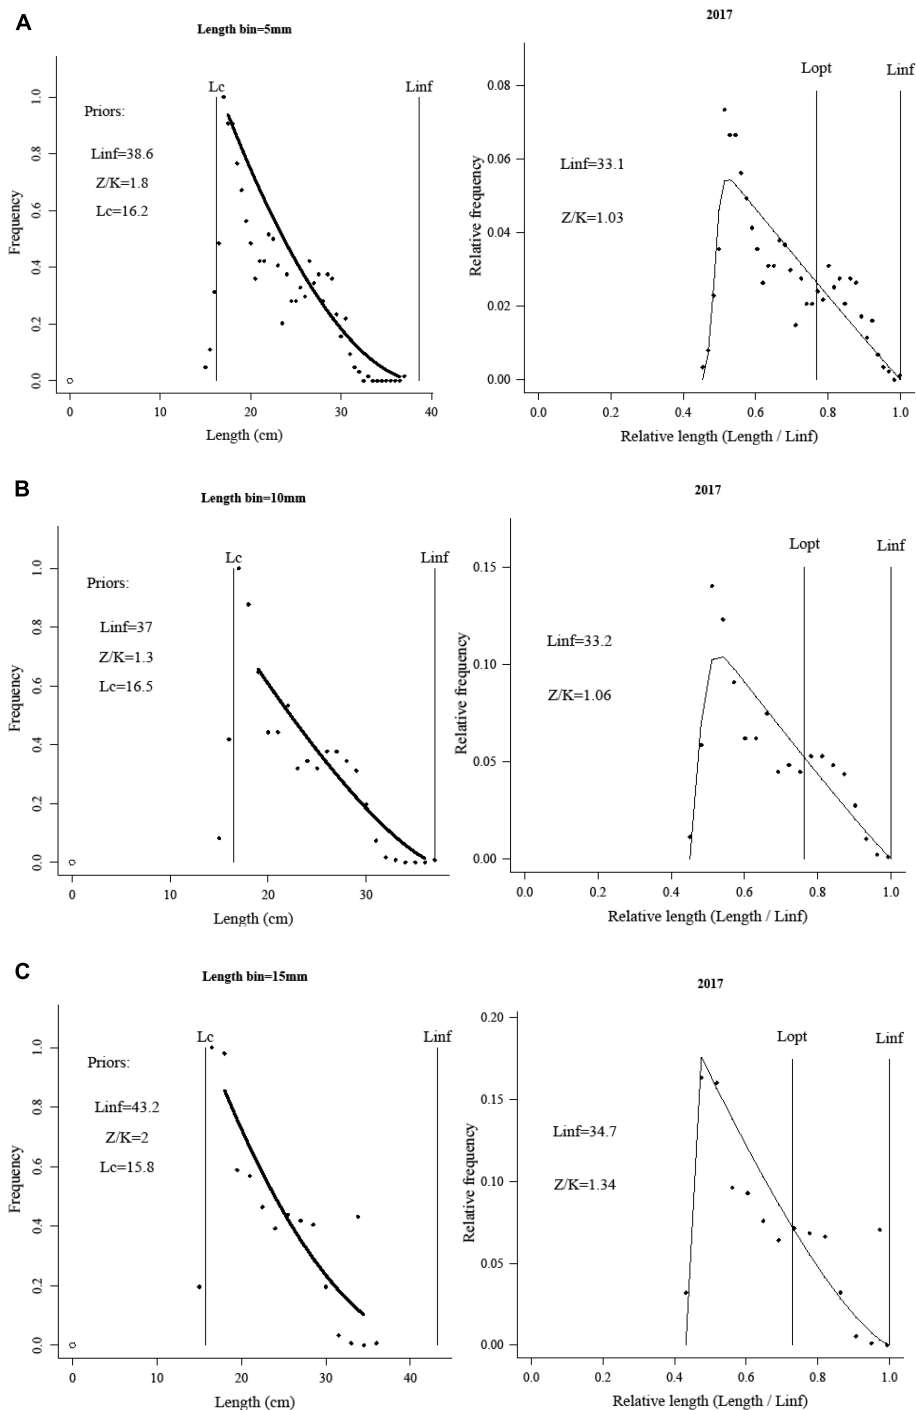 A
Length bin=5mm
2017
Lc
Linf
Priors:
Linf=38.6
Z/K=1.8
Lc=16.2
Frequency
0.0
0.2
0.4
0.6
0.8
1.0
0
10
20
30
40
Length (cm)
Lopt
Linf
Linf=33.1
Z/K=1.03
Relative frequency
0.00
0.02
0.04
0.06
0.08
0.0
0.2
0.4
0.6
0.8
1.0
Relative length (Length / Linf)
B
Length bin=10mm
2017
Lc
Linf
Priors:
Linf=37
Z/K=1.3
Lc=16.5
Frequency
0.0
0.2
0.4
0.6
0.8
1.0
0
10
20
30
Length (cm)
Lopt
Linf
Linf=33.2
Z/K=1.06
Relative frequency
0.00
0.05
0.10
0.15
0.0
0.2
0.4
0.6
0.8
1.0
Relative length (Length / Linf)
C
Length bin=15mm
2017
Lc
Linf
Priors:
Linf=43.2
Z/K=2
Lc=15.8
Frequency
0.0
0.2
0.4
0.6
0.8
1.0
0
10
20
30
40
Length (cm)
Lopt
Linf
Linf=34.7
Z/K=1.34
Relative frequency
0.00
0.05
0.10
0.15
0.20
0.0
0.2
0.4
0.6
0.8
1.0
Relative length (Length / Linf)